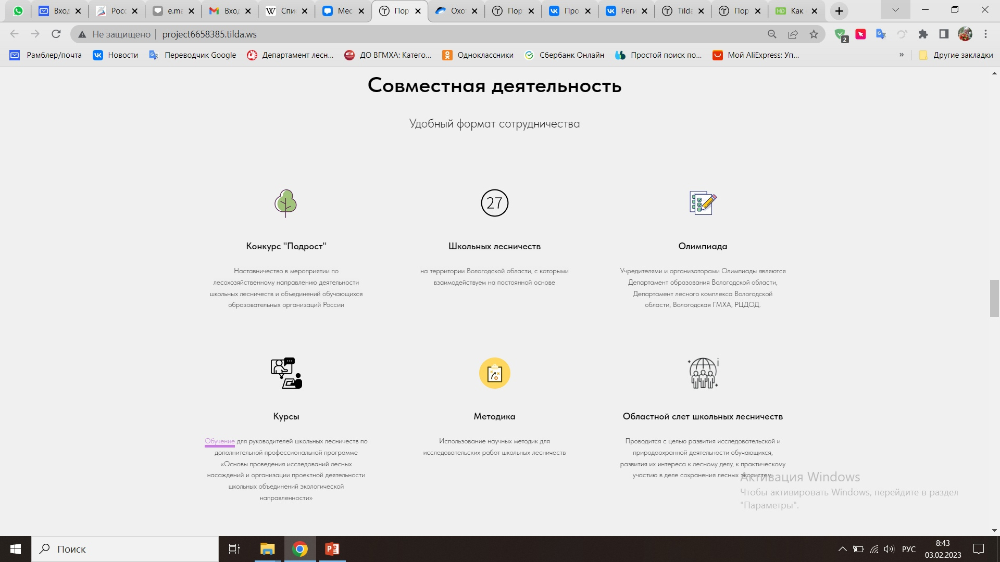 Вход
Росс
e.ma
Вход
Спис
Мес
Пор
Охо
Пор
Про
Реги
Tilda
Пор
Как
Не защищено
project6658385.tilda.ws
2
Рамблер/почта
Новости
Переводчик Google
Департамент лесн...
ДО ВГМХА: Катего...
Одноклассники
Сбербанк Онлайн
Простой поиск по...
Мой AliExpress: Уп...
»
Другие закладки
Совместная деятельность
Удобный формат сотрудничества
27
Конкурс "Подрост"
Наставничество в мероприятии по
лесохозяйственному направлению деятельности
школьных лесничеств и объединений обучающихся
образовательных организаций России
Школьных лесничеств
на территории Вологодской области, с которыми
взаимодействуем на постоянной основе
Олимпиада
Учредителями и организаторами Олимпиады являются
Департамент образования Вологодской области,
Департамент лесного комплекса Вологодской
области, Вологодская ГМХА, РЦДОД.
Курсы
Обучение для руководителей школьных лесничеств по
дополнительной профессиональной программе
«Основы проведения исследований лесных
насаждений и организации проектной деятельности
школьных объединений экологической
направленности»
Методика
Использование научных методик для
исследовательских работ школьных лесничеств
Областной слет школьных лесничеств
Проводится с целью развития исследовательской и
природоохранной деятельности обучающихся,
развития их интереса к лесному делу, к практическому
участию в деле сохранения лесных экосистем.
Активация Windows
Чтобы активировать Windows, перейдите в раздел
"Параметры".
Поиск
РУС
8:43
03.02.2023